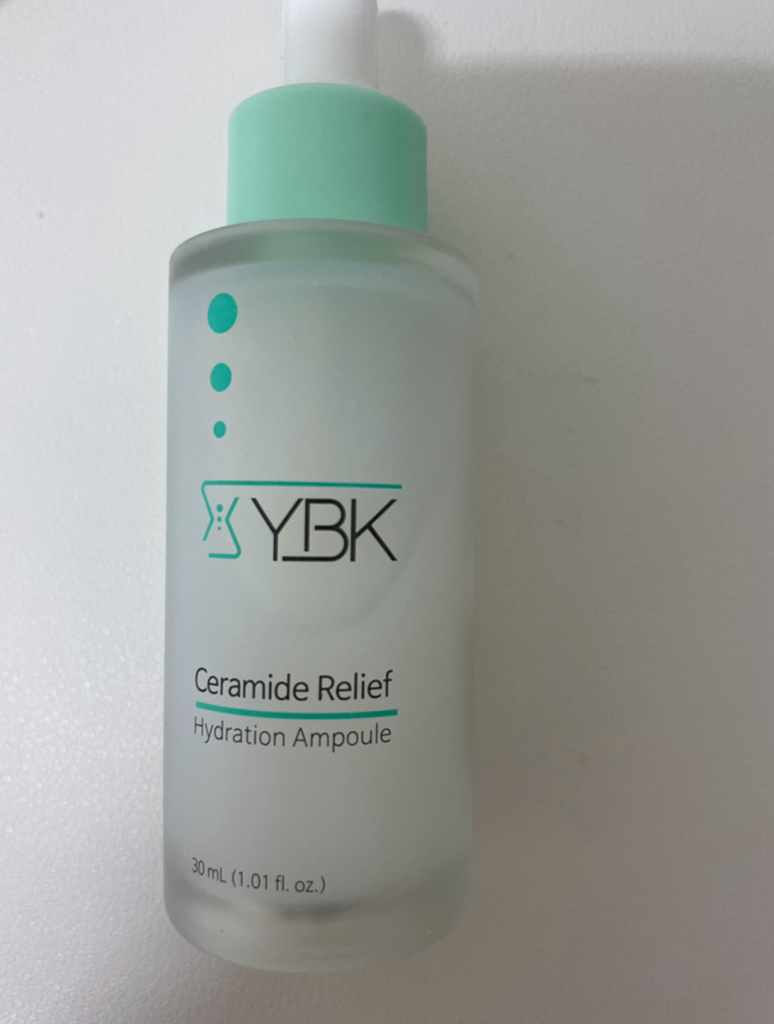 YBK
Ceramide Relief
Hydration Ampoule
30 mL (1.01 fl. oz.)